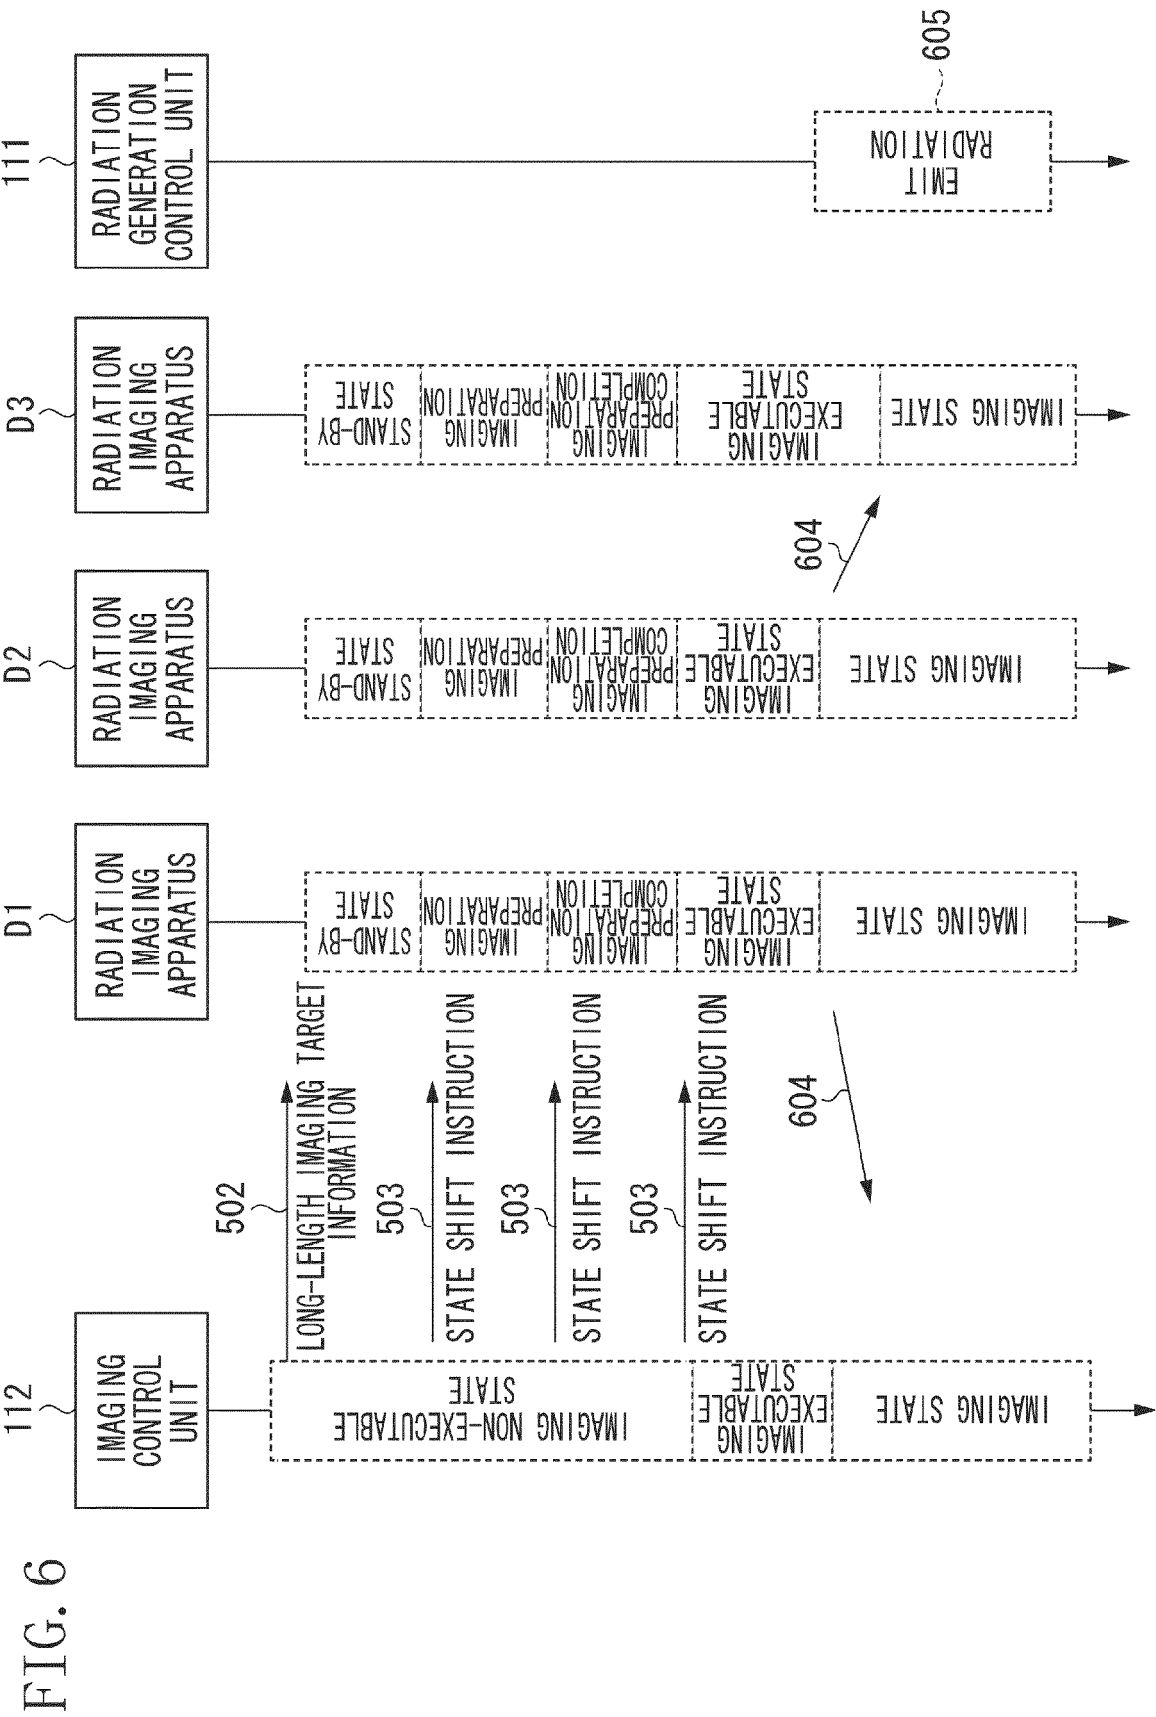 FIG. 6
112
IMAGING
CONTROL
UNIT
D1
RADIATION
IMAGING
APPARATUS
D2
RADIATION
IMAGING
APPARATUS
D3
RADIATION
IMAGING
APPARATUS
111
RADIATION
GENERATION
CONTROL UNIT
IMAGING NON-EXECUTABLE
STATE
IMAGING
EXECUTABLE
STATE
IMAGING STATE
502
LONG-LENGTH IMAGING TARGET
INFORMATION
503
STATE SHIFT INSTRUCTION
503
STATE SHIFT INSTRUCTION
503
STATE SHIFT INSTRUCTION
604
STAND-BY
STATE
IMAGING
PREPARATION
IMAGING
PREPARATION
COMPLETION
IMAGING
EXECUTABLE
STATE
IMAGING STATE
STAND-BY
STATE
IMAGING
PREPARATION
IMAGING
PREPARATION
COMPLETION
IMAGING
EXECUTABLE
STATE
IMAGING STATE
604
STAND-BY
STATE
IMAGING
PREPARATION
IMAGING
PREPARATION
COMPLETION
IMAGING
EXECUTABLE
STATE
IMAGING STATE
EMIT
RADIATION
605